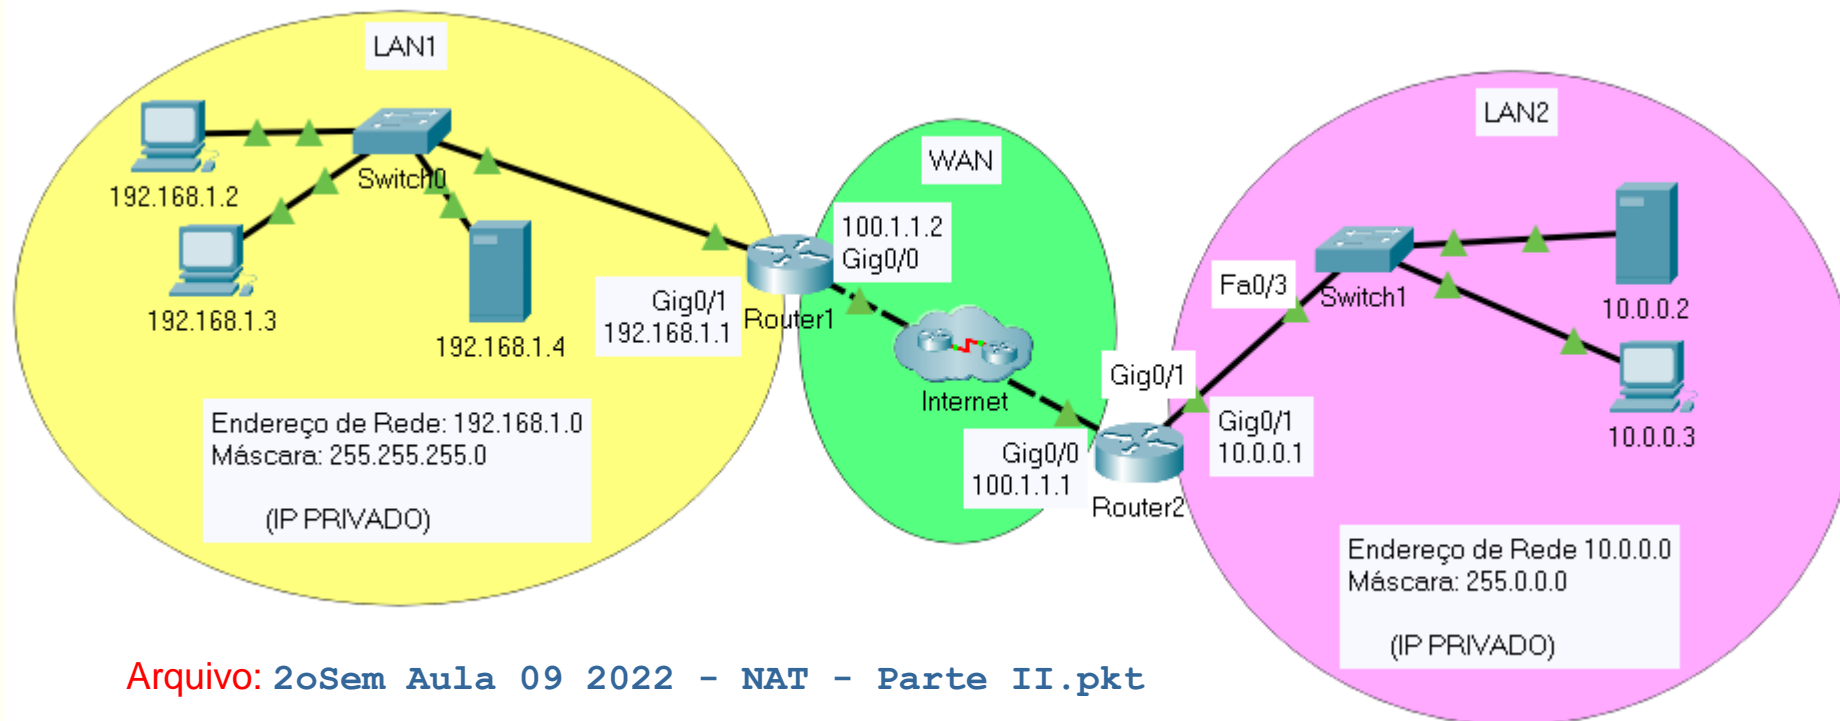 LAN1
192.168.1.2
Switch0
192.168.1.3
192.168.1.4
Gig0/1
192.168.1.1
Router1
Endereço de Rede: 192.168.1.0
Máscara: 255.255.255.0
(IP PRIVADO)
WAN
100.1.1.2
Gig0/0
Internet
Gig0/0
100.1.1.1
Gig0/1
Router2
LAN2
Fa0/3
Switch1
10.0.0.2
10.0.0.3
Gig0/1
10.0.0.1
Endereço de Rede 10.0.0.0
Máscara: 255.0.0.0
(IP PRIVADO)
Arquivo: 2oSem Aula 09 2022 - NAT - Parte II.pkt